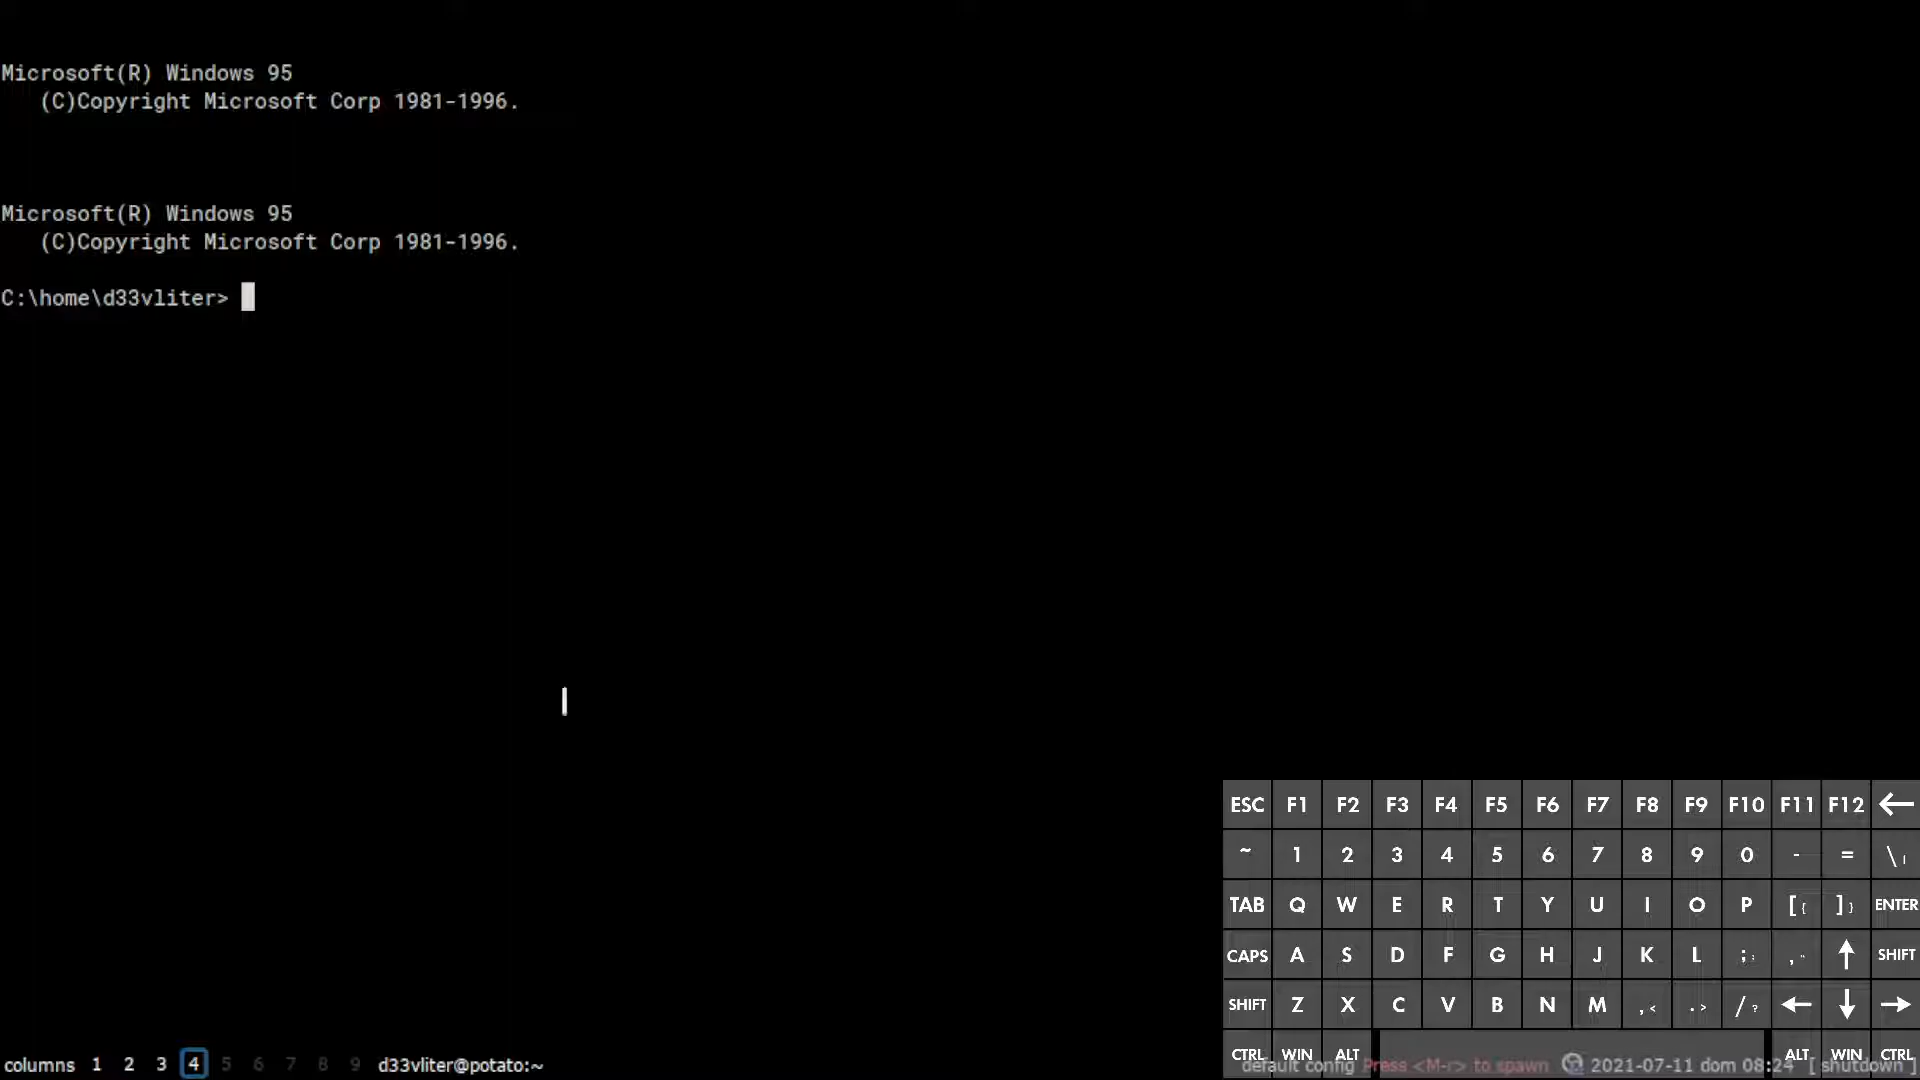 Microsoft(R) Windows 95
(C)Copyright Microsoft Corp 1981-1996.
Microsoft(R) Windows 95
(C)Copyright Microsoft Corp 1981-1996.
C:\home\d33vliter>
ESC F1 F2 F3 F4 F5 F6 F7 F8 F9 F10 F11 F12 ←
~ 1 2 3 4 5 6 7 8 9 0 - = \ |
TAB Q W E R T Y U I O P [ { ] } ENTER
CAPS A S D F G H J K L ; : , " ↑ SHIFT
SHIFT Z X C V B N M , < . > / ? ← ↓ →
CTRL WIN ALT ALT WIN CTRL
columns 1 2 3 4 5 6 7 8 9 d33vliter@potato:~ default config Press <M-r> to spawn 2021-07-11 dom 08:24 [ shutdown ]